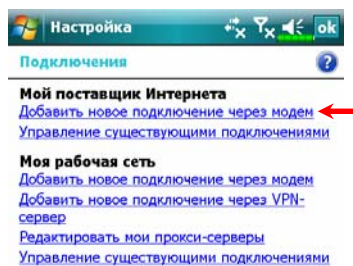 Настройка
ok
Подключения
?
Мой поставщик Интернета
Добавить новое подключение через модем
Управление существующими подключениями
Моя рабочая сеть
Добавить новое подключение через модем
Добавить новое подключение через VPN-
сервер
Редактировать мои прокси-серверы
Управление существующими подключениями